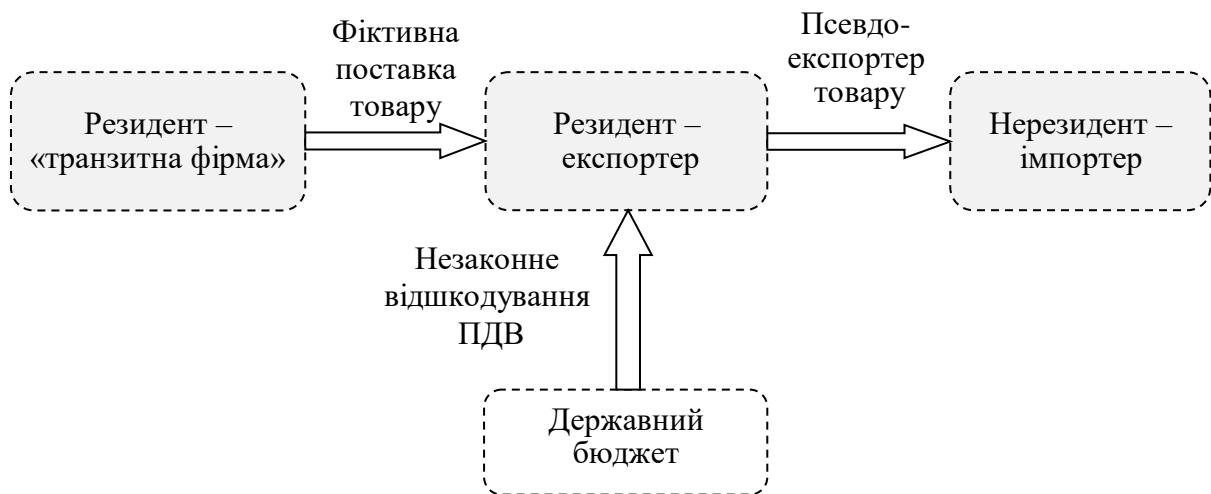 Фіктивна
поставка
товару
Псевдо-
експортер
товару
Резидент –
«транзитна фірма»
Резидент –
експортер
Нерезидент –
імпортер
Незаконне
відшкодування
ПДВ
Державний
бюджет